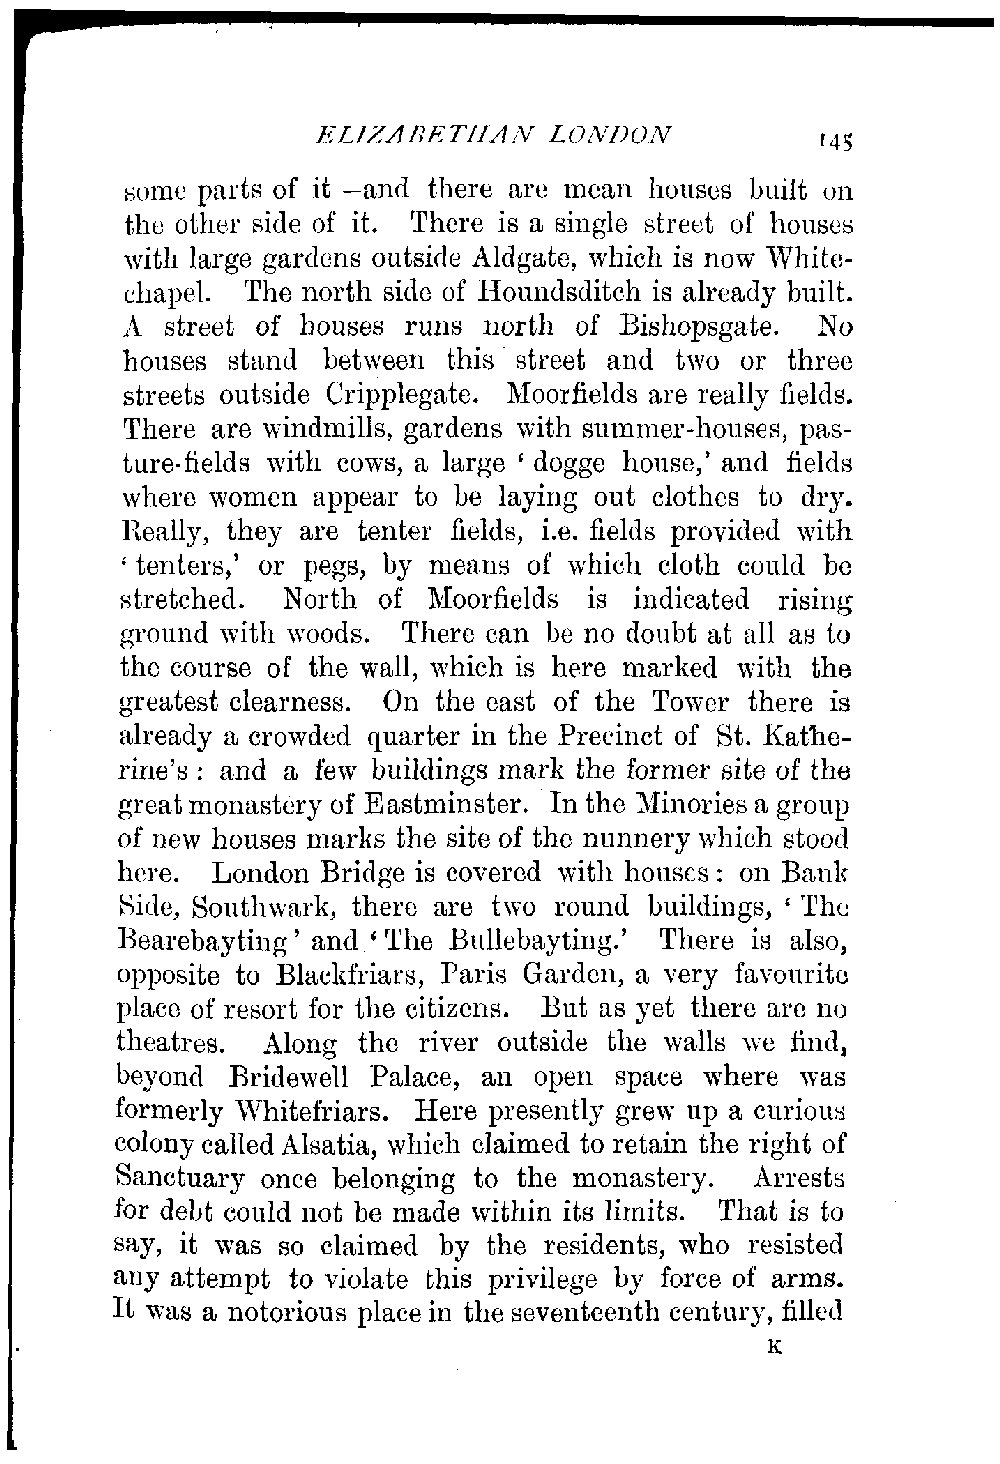 ELIZABETHAN LONDON 145
some parts of it—and there are mean houses built on
the other side of it. There is a single street of houses
with large gardens outside Aldgate, which is now White-
chapel. The north side of Houndsditch is already built.
A street of houses runs north of Bishopsgate. No
houses stand between this street and two or three
streets outside Cripplegate. Moorfields are really fields.
There are windmills, gardens with summer-houses, pas-
ture-fields with cows, a large ‘dogge house,’ and fields
where women appear to be laying out clothes to dry.
Really, they are tenter fields, i.e. fields provided with
‘tenters,’ or pegs, by means of which cloth could be
stretched. North of Moorfields is indicated rising
ground with woods. There can be no doubt at all as to
the course of the wall, which is here marked with the
greatest clearness. On the east of the Tower there is
already a crowded quarter in the Precinct of St. Kathe-
rine's: and a few buildings mark the former site of the
great monastery of Eastminster. In the Minories a group
of new houses marks the site of the nunnery which stood
here. London Bridge is covered with houses: on Bank
Side, Southwark, there are two round buildings, ‘The
Bearebayting’ and ‘The Bullebayting.’ There is also,
opposite to Blackfriars, Paris Garden, a very favourite
place of resort for the citizens. But as yet there are no
theatres. Along the river outside the walls we find,
beyond Bridewell Palace, an open space where was
formerly Whitefriars. Here presently grew up a curious
colony called Alsatia, which claimed to retain the right of
Sanctuary once belonging to the monastery. Arrests
for debt could not be made within its limits. That is to
say, it was so claimed by the residents, who resisted
any attempt to violate this privilege by force of arms.
It was a notorious place in the seventeenth century, filled
K